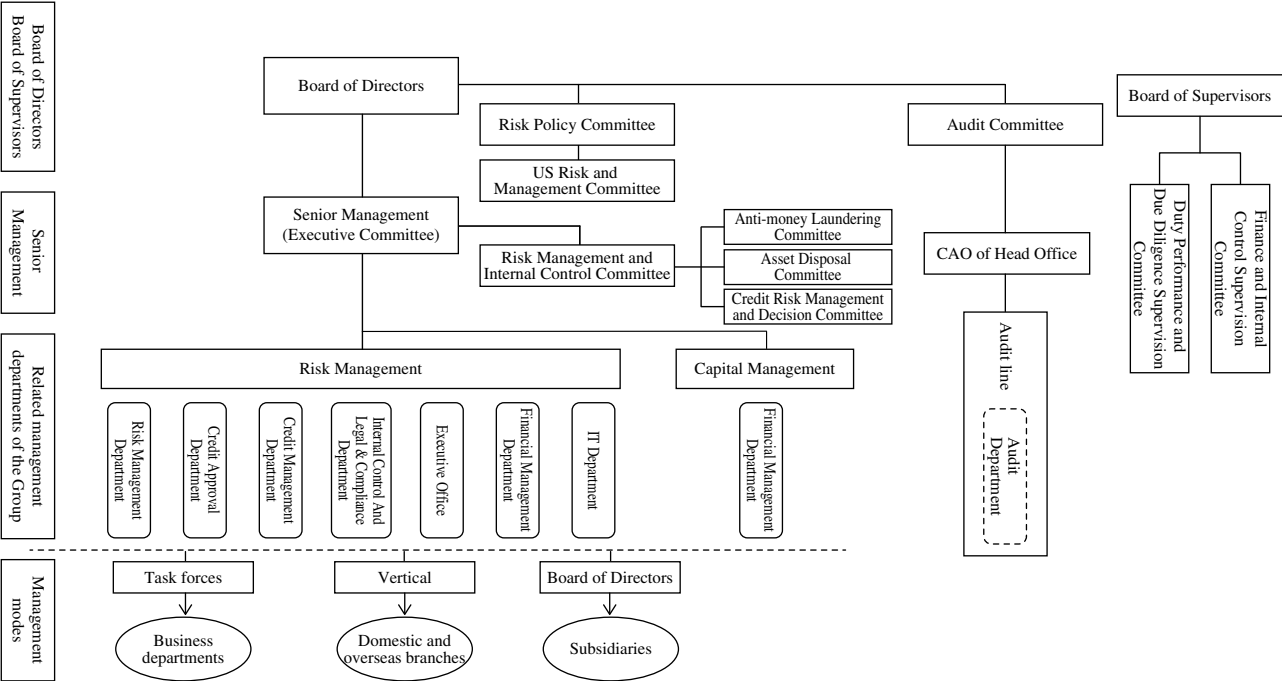 Board of Directors
Board of Supervisors
Board of Directors
Risk Policy Committee
US Risk and
Management Committee
Audit Committee
Board of Supervisors
Duty Performance and
Due Diligence Supervision
Committee
Finance and Internal
Control Supervision
Committee
Senior
Management
Senior Management
(Executive Committee)
Risk Management and
Internal Control Committee
Anti-money Laundering
Committee
Asset Disposal
Committee
Credit Risk Management
and Decision Committee
CAO of Head Office
Related management
departments of the Group
Risk Management
Capital Management
Risk Management
Department
Credit Approval
Department
Credit Management
Department
Internal Control And
Legal & Compliance
Department
Executive Office
Financial Management
Department
IT Department
Financial Management
Department
Audit line
Audit
Department
Management
modes
Task forces
Vertical
Board of Directors
Business
departments
Domestic and
overseas branches
Subsidiaries